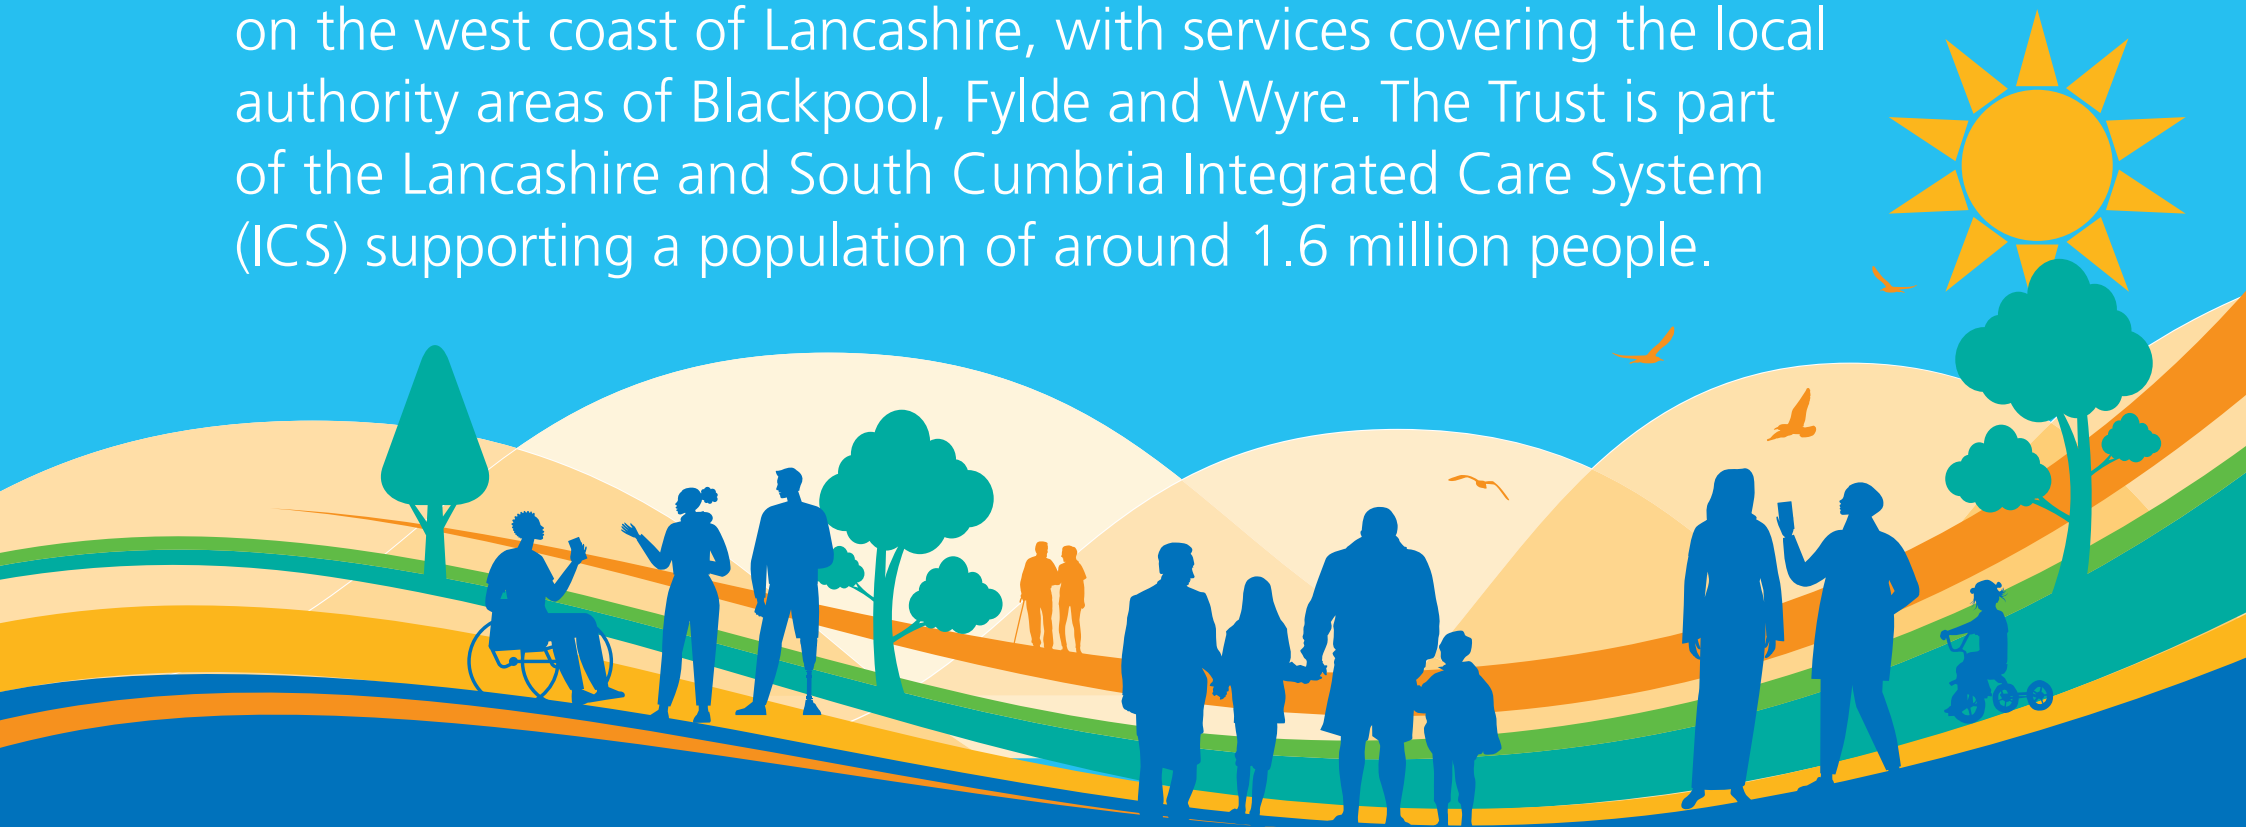 on the west coast of Lancashire, with services covering the local
authority areas of Blackpool, Fylde and Wyre. The Trust is part
of the Lancashire and South Cumbria Integrated Care System
(ICS) supporting a population of around 1.6 million people.